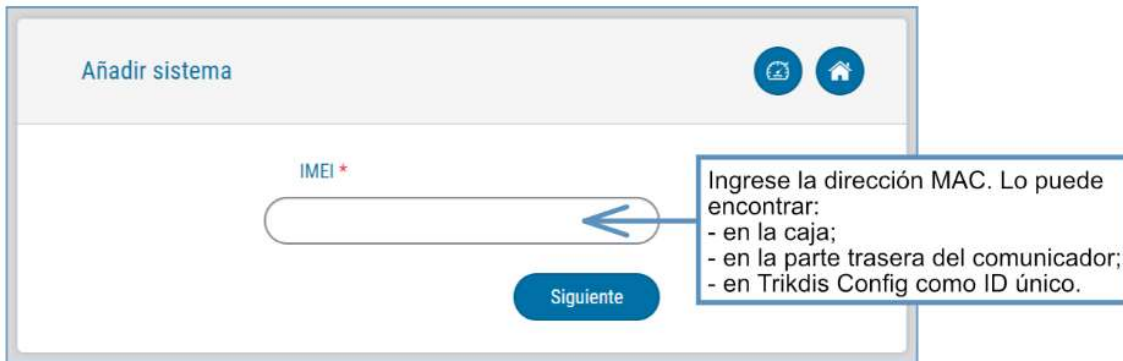 Añadir sistema
IMEI *
Ingrese la dirección MAC. Lo puede
encontrar:
- en la caja;
- en la parte trasera del comunicador;
- en Trikdis Config como ID único.
Siguiente